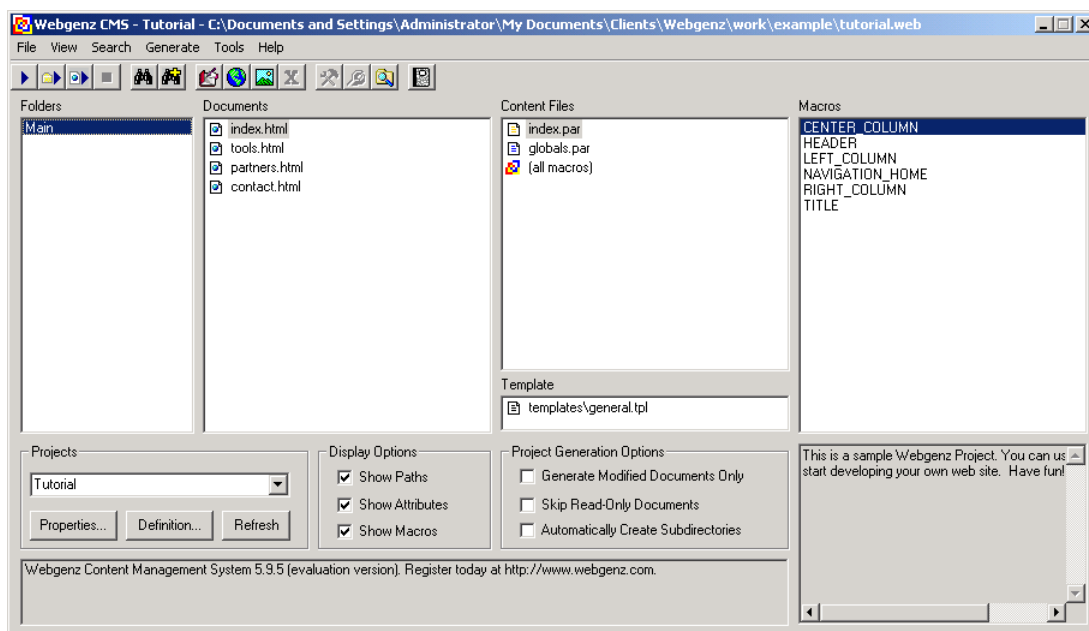 Webgenz CMS - Tutorial - C:\Documents and Settings\Administrator\My Documents\Clients\Webgenz\work\example\tutorial.web
File View Search Generate Tools Help
Folders
Main
Documents
index.html
tools.html
partners.html
contact.html
Content Files
index.par
globals.par
(all macros)
Template
templates\general.tpl
Macros
CENTER_COLUMN
HEADER
LEFT_COLUMN
NAVIGATION_HOME
RIGHT_COLUMN
TITLE
Projects
Tutorial
Properties... Definition... Refresh
Display Options
Show Paths
Show Attributes
Show Macros
Project Generation Options
Generate Modified Documents Only
Skip Read-Only Documents
Automatically Create Subdirectories
This is a sample Webgenz Project. You can us
start developing your own web site. Have fun!
Webgenz Content Management System 5.9.5 (evaluation version). Register today at http://www.webgenz.com.